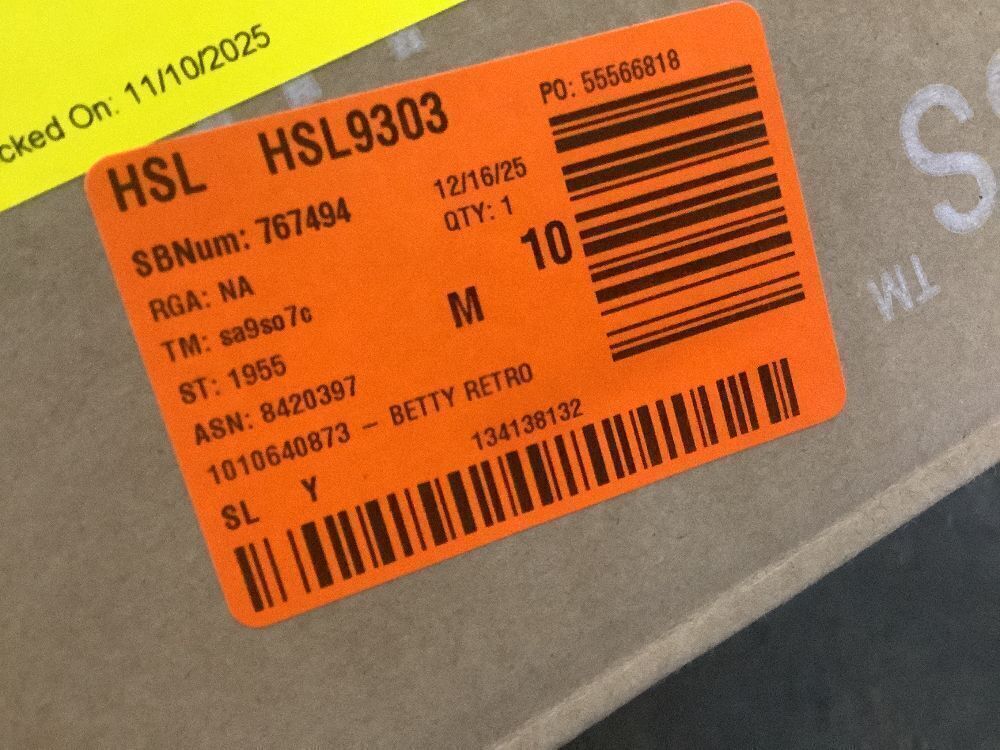 cked On: 11/10/2025
HSL HSL9303
PO: 55566818
SBNum: 767494
12/16/25
QTY: 1
RGA: NA
10
TM: sa9so7c
M
ST: 1955
ASN: 8420397
1010640873 – BETTY RETRO
SL Y
134138132
S
TM